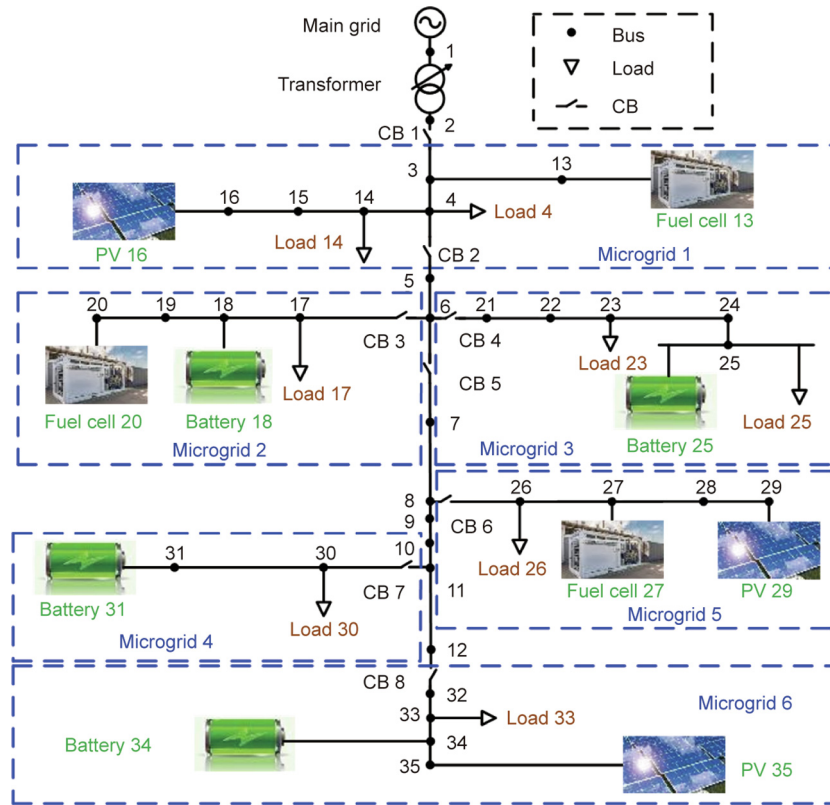 Main grid
1
Transformer
2
CB 1
Bus
Load
CB
3
13
16
15
14
4
Load 4
Fuel cell 13
PV 16
Load 14
CB 2
Microgrid 1
5
20
19
18
17
6
21
22
23
24
CB 3
CB 4
Load 23
25
CB 5
Fuel cell 20
Battery 18
Load 17
Battery 25
Load 25
Microgrid 2
7
Microgrid 3
8
26
27
28
29
9
CB 6
31
30
10
Load 26
Fuel cell 27
PV 29
CB 7
11
Battery 31
Load 30
Microgrid 5
Microgrid 4
12
CB 8
32
Microgrid 6
33
Load 33
Battery 34
34
35
PV 35